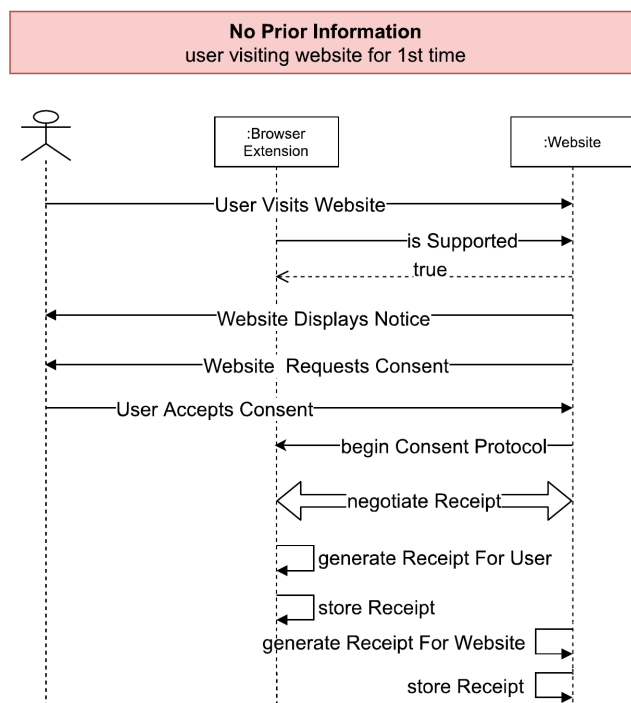 No Prior Information
user visiting website for 1st time
:Browser
Extension
:Website
User Visits Website
is Supported
true
Website Displays Notice
Website Requests Consent
User Accepts Consent
begin Consent Protocol
negotiate Receipt
generate Receipt For User
store Receipt
generate Receipt For Website
store Receipt